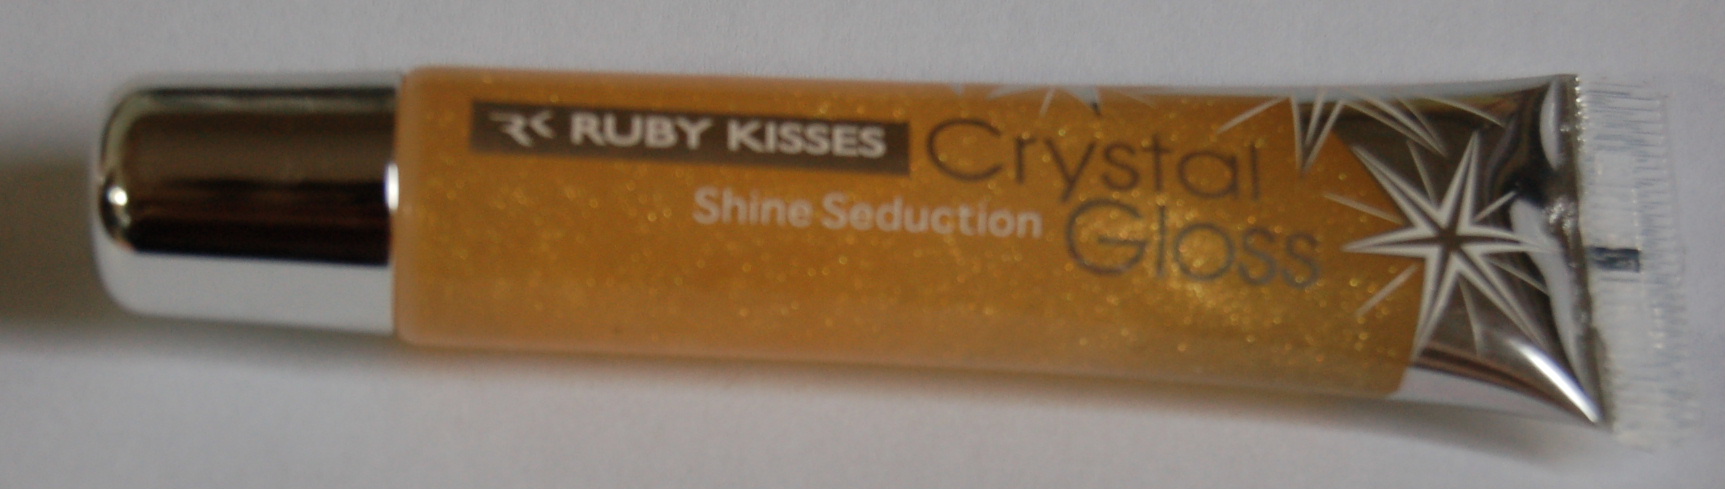 RK RUBY KISSES
Crystal
Gloss
Shine Seduction